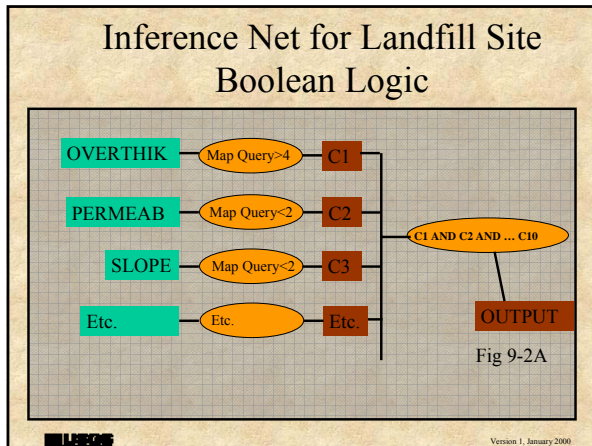 Inference Net for Landfill Site
Boolean Logic
OVERTHIK Map Query>4 C1
PERMEAB Map Query<2 C2
SLOPE Map Query<2 C3
Etc. Etc. Etc.
C1 AND C2 AND ... C10
OUTPUT
Fig 9-2A
USGS Version 1, January 2000